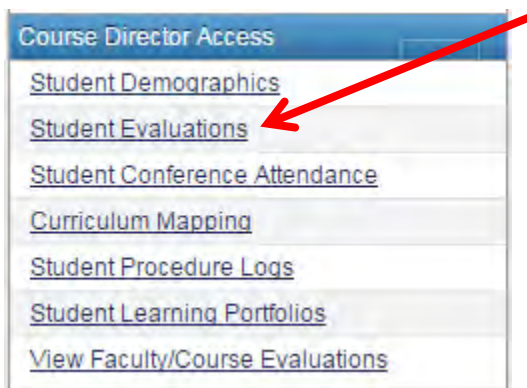 Course Director Access
Student Demographics
Student Evaluations
Student Conference Attendance
Curriculum Mapping
Student Procedure Logs
Student Learning Portfolios
View Faculty/Course Evaluations